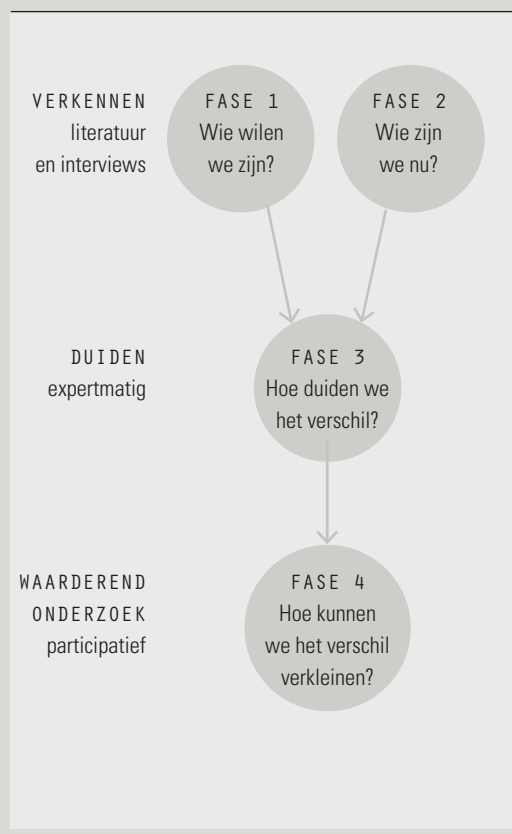 VERKENNEN
literatuur
en interviews
FASE 1
Wie wilen
we zijn?
FASE 2
Wie zijn
we nu?
DUIDEN
expertmatig
FASE 3
Hoe duiden we
het verschil?
WAARDEREND
ONDERZOEK
participatief
FASE 4
Hoe kunnen
we het verschil
verkleinen?